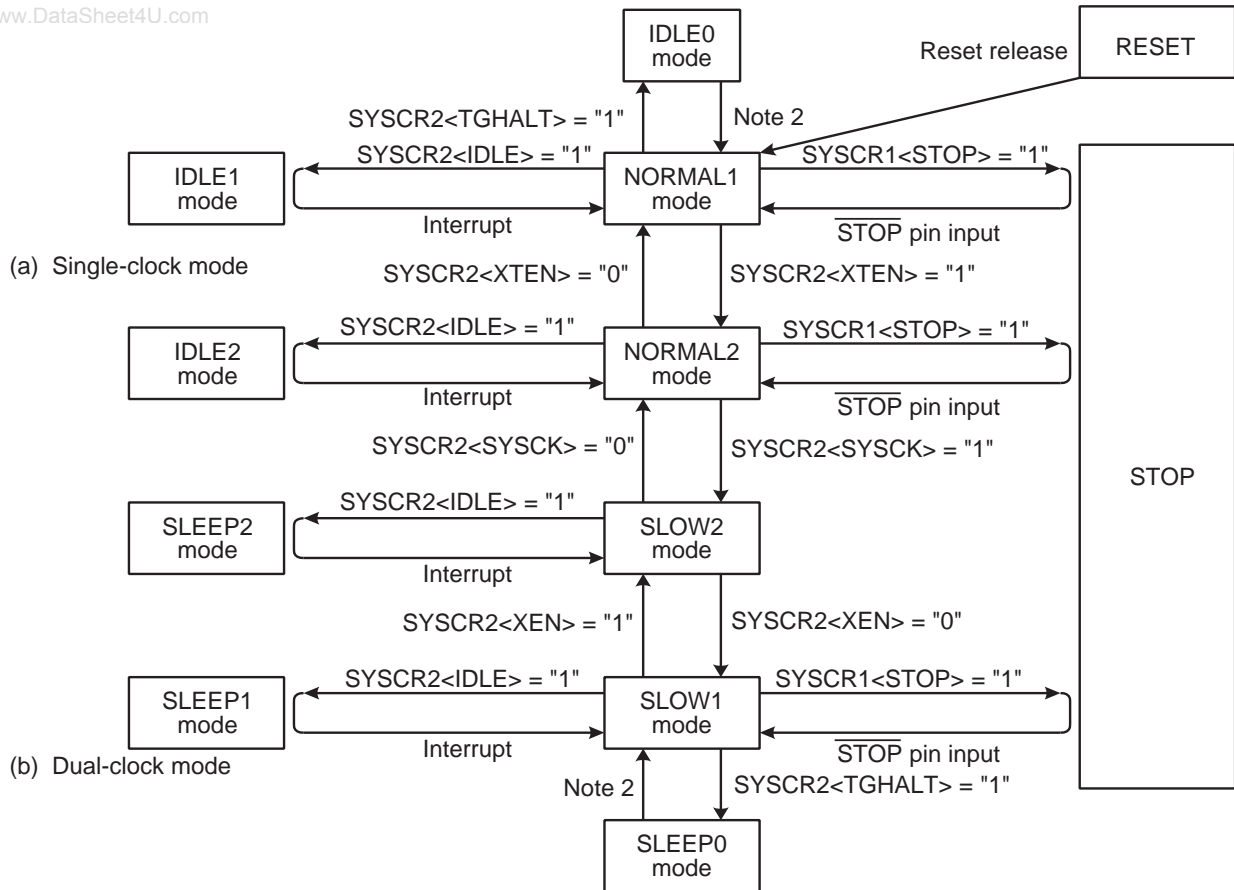 ww.DataSheet4U.com
IDLE0
mode
Reset release
RESET
SYSCR2<TGHALT> = "1"
Note 2
IDLE1
mode
SYSCR2<IDLE> = "1"
Interrupt
NORMAL1
mode
SYSCR1<STOP> = "1"
STOP pin input
(a) Single-clock mode
SYSCR2<XTEN> = "0"
SYSCR2<XTEN> = "1"
IDLE2
mode
SYSCR2<IDLE> = "1"
Interrupt
NORMAL2
mode
SYSCR1<STOP> = "1"
STOP pin input
SYSCR2<SYSCK> = "0"
SYSCR2<SYSCK> = "1"
STOP
SLEEP2
mode
SYSCR2<IDLE> = "1"
Interrupt
SLOW2
mode
SYSCR2<XEN> = "1"
SYSCR2<XEN> = "0"
SLEEP1
mode
SYSCR2<IDLE> = "1"
Interrupt
SLOW1
mode
SYSCR1<STOP> = "1"
STOP pin input
(b) Dual-clock mode
Note 2
SYSCR2<TGHALT> = "1"
SLEEP0
mode